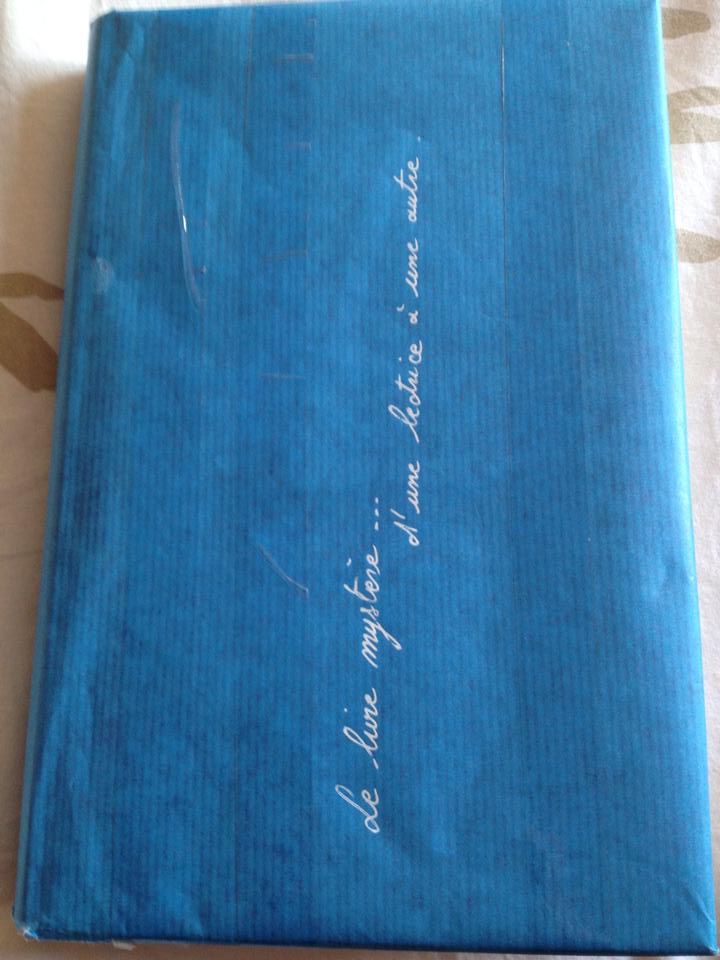 Le livre mystère...
d'une lectrice à une autre.